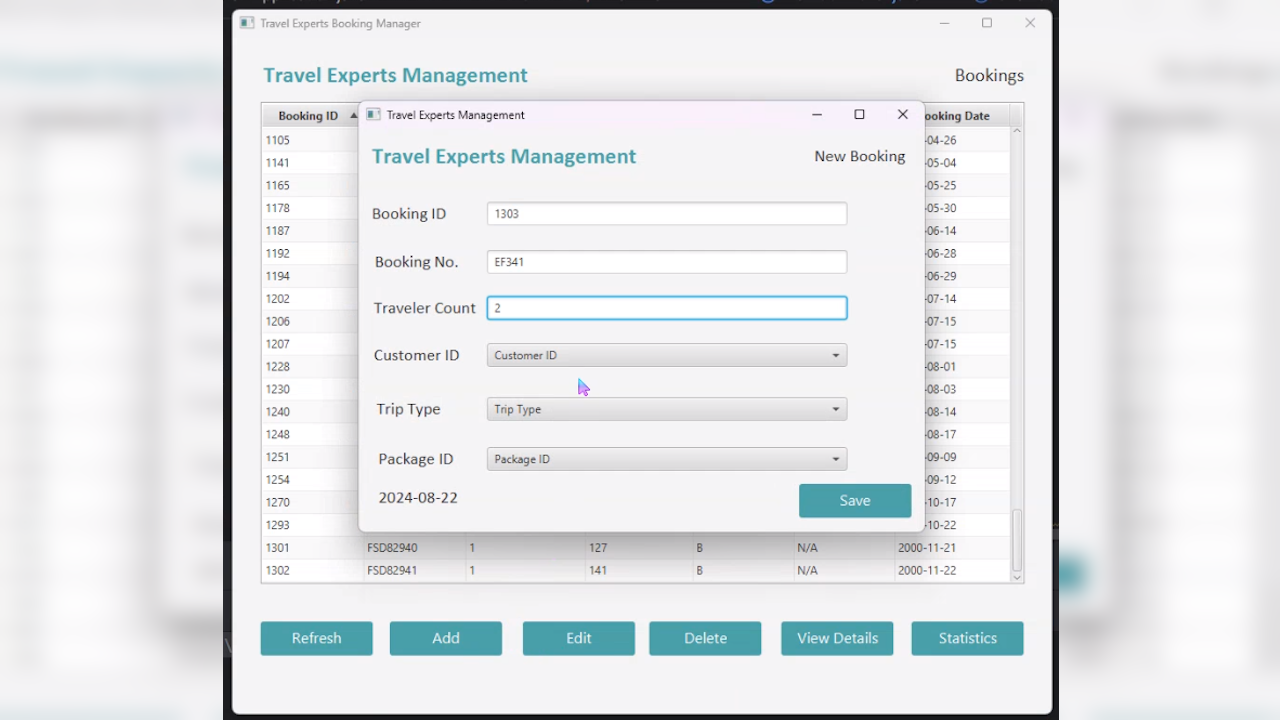 Travel Experts Booking Manager
Travel Experts Management
Bookings
Booking ID
ooking Date
Travel Experts Management
Travel Experts Management
New Booking
Booking ID
1303
Booking No.
EF341
Traveler Count
2
Customer ID
Customer ID
Trip Type
Trip Type
Package ID
Package ID
2024-08-22
Save
1105 -04-26
1141 -05-04
1165 -05-25
1178 -05-30
1187 -06-14
1192 -06-28
1194 -06-29
1202 -07-14
1206 -07-15
1207 -07-15
1228 -08-01
1230 -08-03
1240 -08-14
1248 -08-17
1251 -09-09
1254 -09-12
1270 -10-17
1293 -10-22
1301 FSD82940 1 127 B N/A 2000-11-21
1302 FSD82941 1 141 B N/A 2000-11-22
Refresh Add Edit Delete View Details Statistics